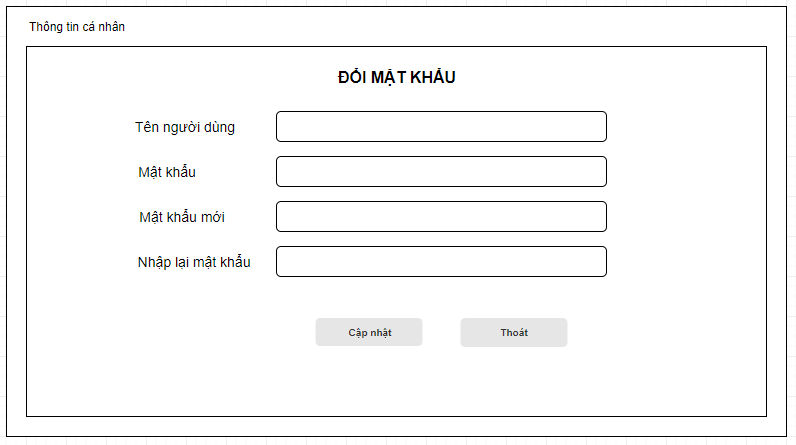 Thông tin cá nhân
ĐỔI MẬT KHẨU
Tên người dùng
Mật khẩu
Mật khẩu mới
Nhập lại mật khẩu
Cập nhật Thoát